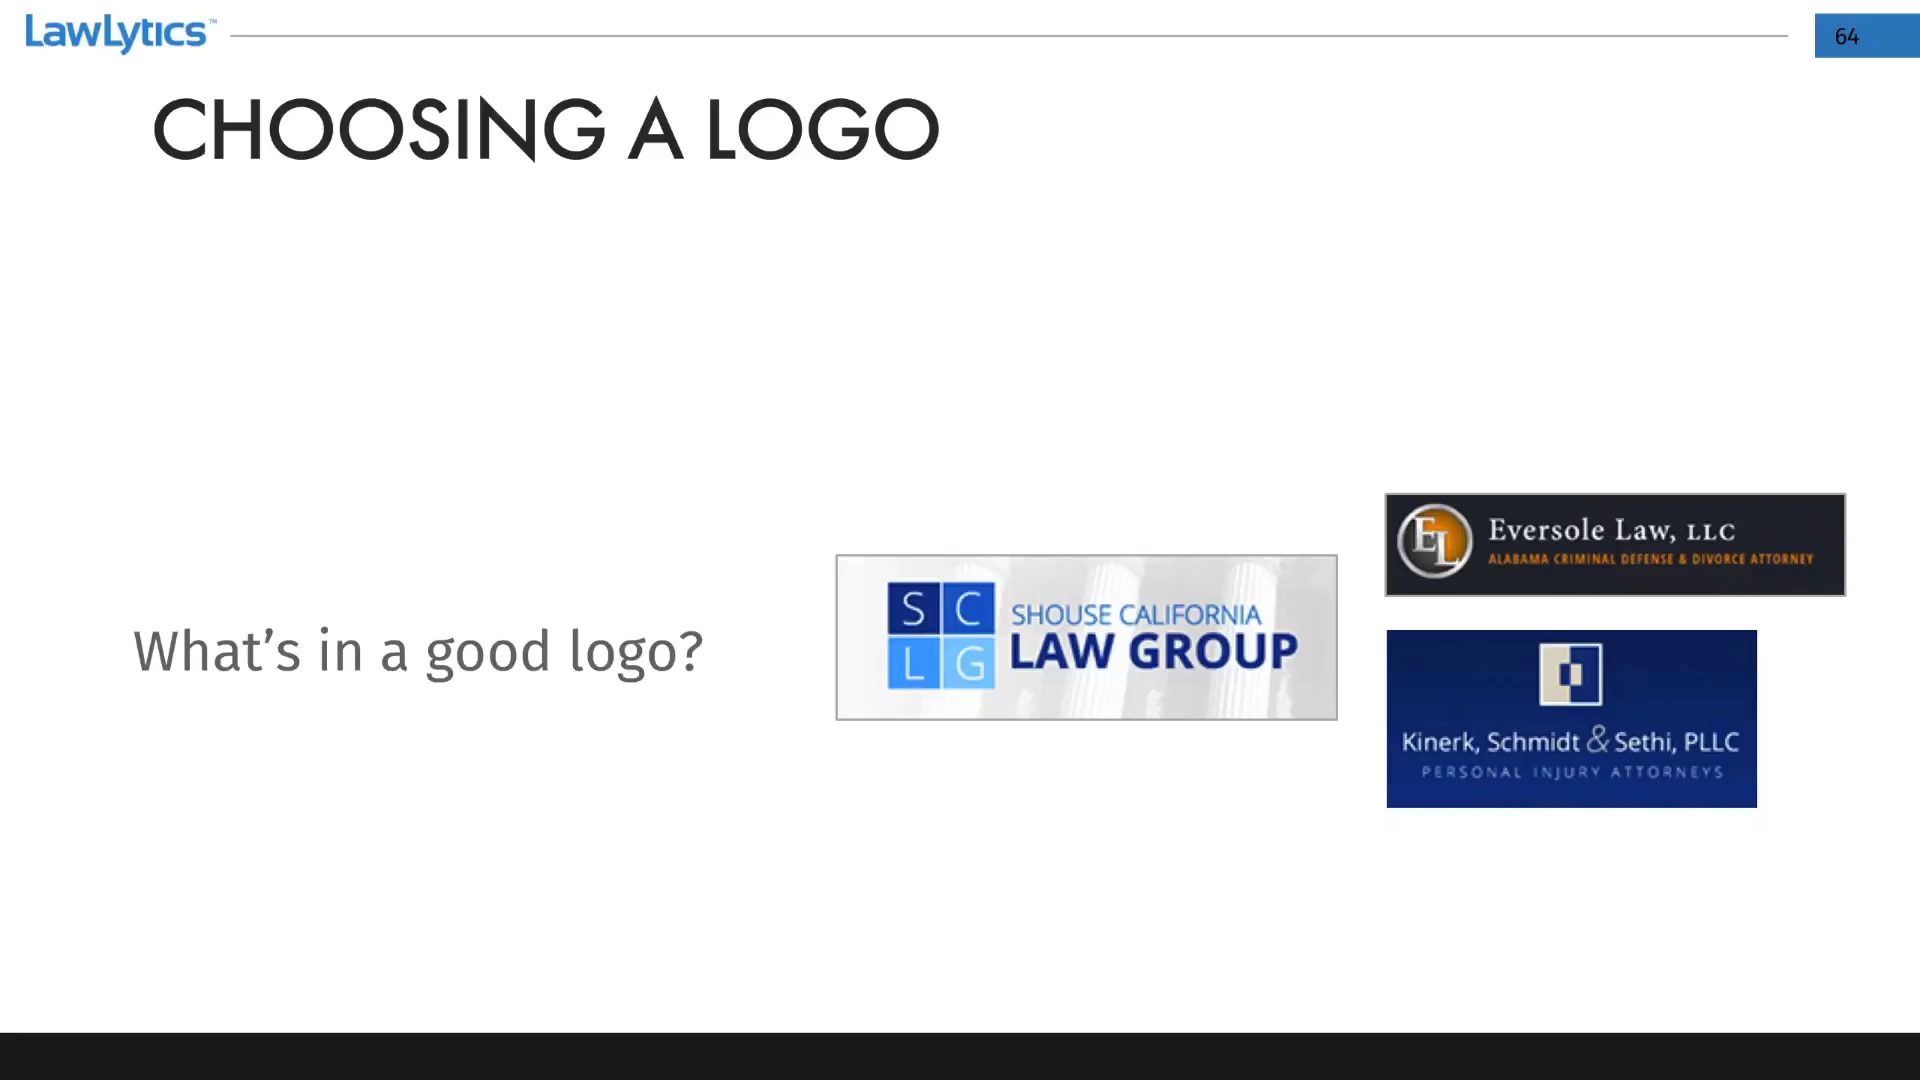 LawLytics™
64
CHOOSING A LOGO
What's in a good logo?
S C
L G
SHOUSE CALIFORNIA
LAW GROUP
EL
Eversole Law, LLC
ALABAMA CRIMINAL DEFENSE & DIVORCE ATTORNEY
Kinerk, Schmidt & Sethi, PLLC
PERSONAL INJURY ATTORNEYS